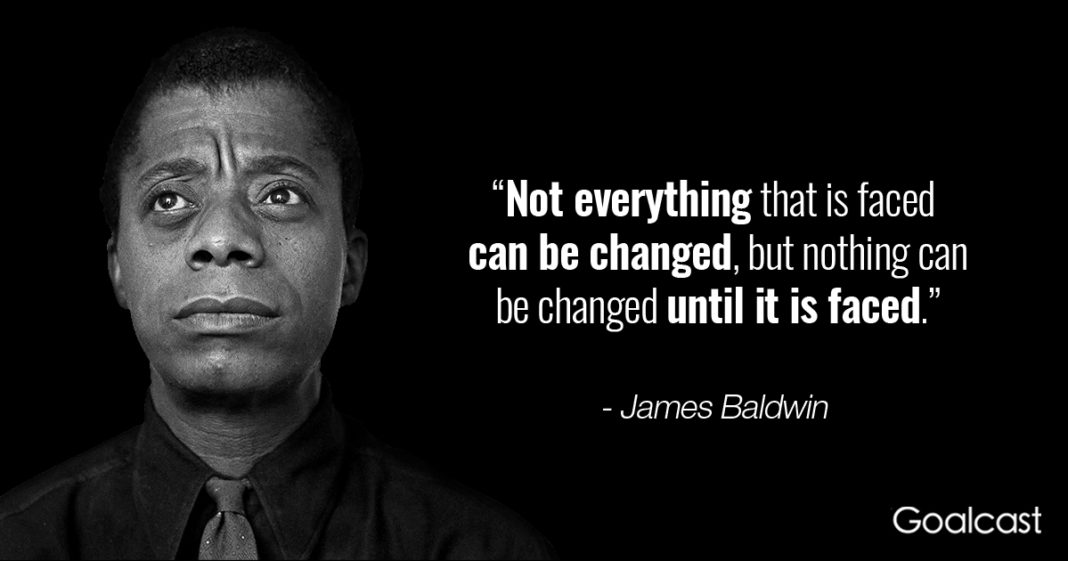 “Not everything that is faced
can be changed, but nothing can
be changed until it is faced.”
- James Baldwin
Goalcast